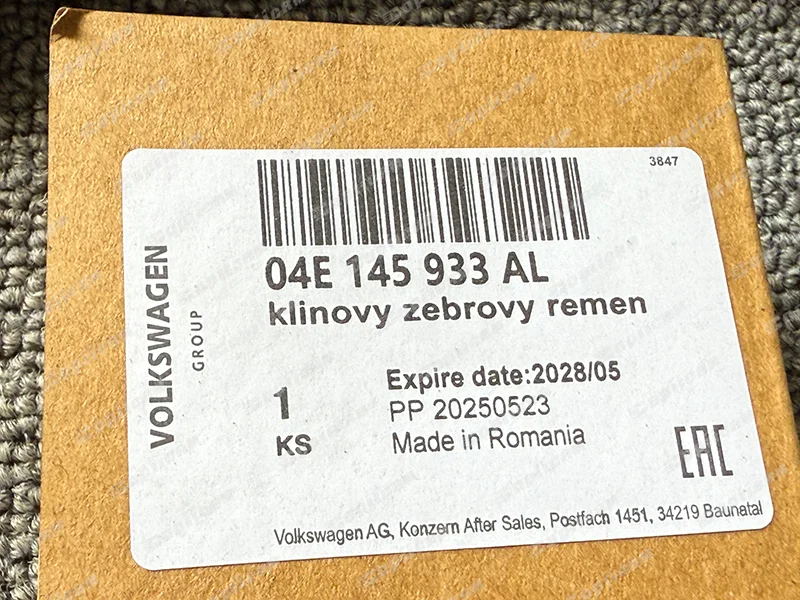 3847
04E 145 933 AL
klinovy zebrovy remen
VOLKSWAGEN
GROUP
Expire date:2028/05
1
PP 20250523
KS
Made in Romania
EAC
Volkswagen AG, Konzern After Sales, Postfach 1451, 34219 Baunatal